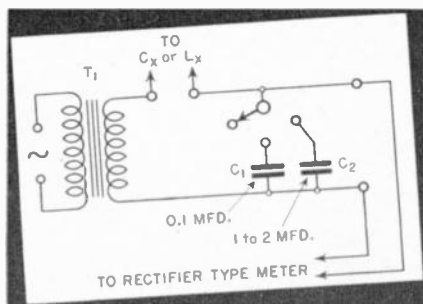 TO
Cx or Lx
T1
C1
C2
0.1 MFD.
1 to 2 MFD.
TO RECTIFIER TYPE METER